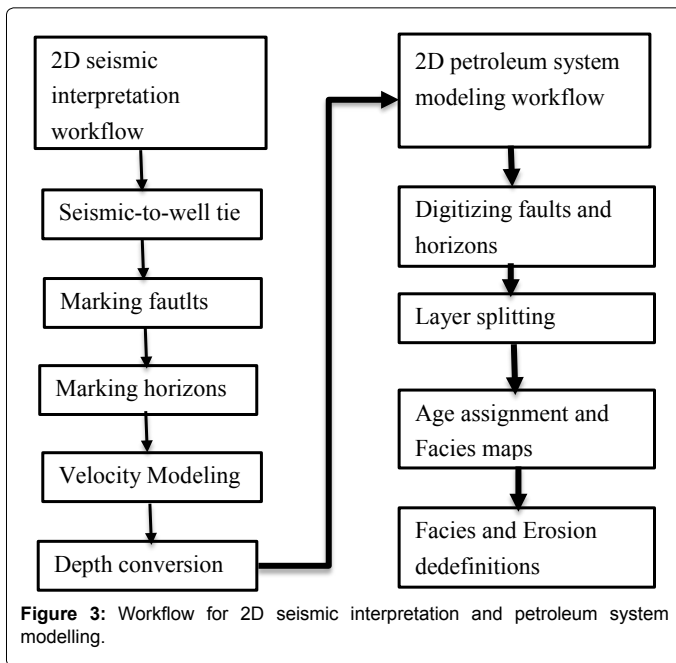 2D seismic
interpretation
workflow
Seismic-to-well tie
Marking fautlts
Marking horizons
Velocity Modeling
Depth conversion
2D petroleum system
modeling workflow
Digitizing faults and
horizons
Layer splitting
Age assignment and
Facies maps
Facies and Erosion
dedefinitions
Figure 3: Workflow for 2D seismic interpretation and petroleum system
modelling.